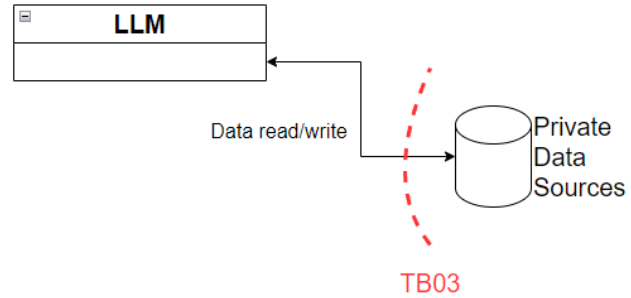 LLM
Data read/write
Private
Data
Sources
TB03